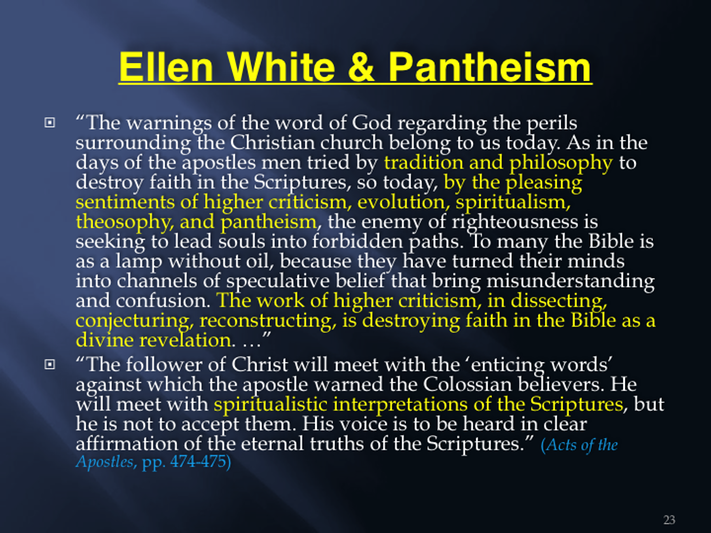 Ellen White & Pantheism
“The warnings of the word of God regarding the perils
surrounding the Christian church belong to us today. As in the
days of the apostles men tried by tradition and philosophy to
destroy faith in the Scriptures, so today, by the pleasing
sentiments of higher criticism, evolution, spiritualism,
theosophy, and pantheism, the enemy of righteousness is
seeking to lead souls into forbidden paths. To many the Bible is
as a lamp without oil, because they have turned their minds
into channels of speculative belief that bring misunderstanding
and confusion. The work of higher criticism, in dissecting,
conjecturing, reconstructing, is destroying faith in the Bible as a
divine revelation. …”
“The follower of Christ will meet with the ‘enticing words’
against which the apostle warned the Colossian believers. He
will meet with spiritualistic interpretations of the Scriptures, but
he is not to accept them. His voice is to be heard in clear
affirmation of the eternal truths of the Scriptures.” (Acts of the
Apostles, pp. 474-475)
23